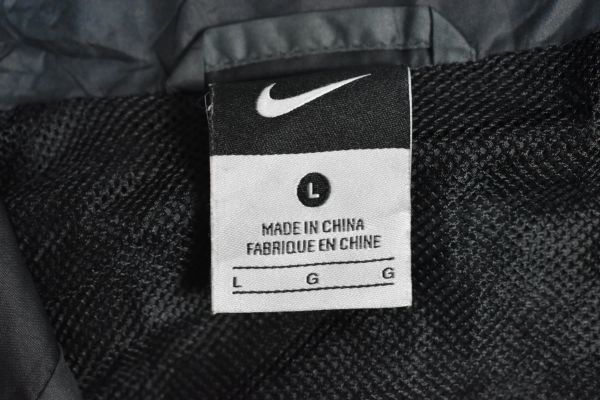 L
MADE IN CHINA
FABRIQUE EN CHINE
L G G